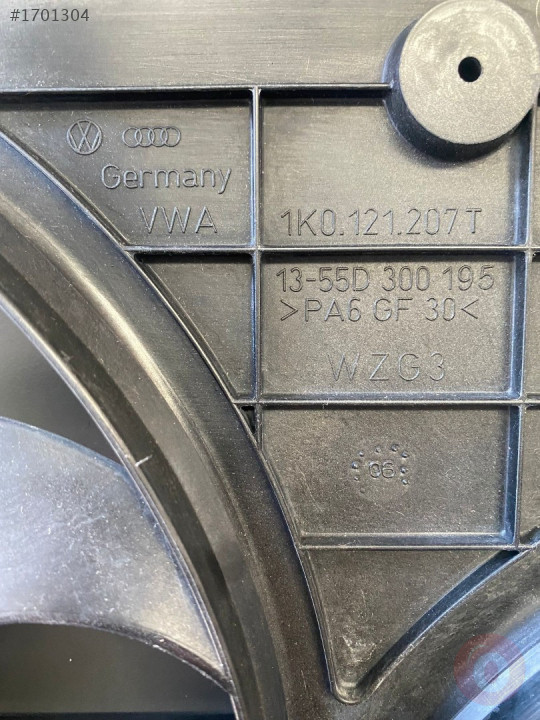 #1701304
Germany
VWA
1K0.121.207T
13-55D 300 195
>PA6 GF 30<
WZG3
06